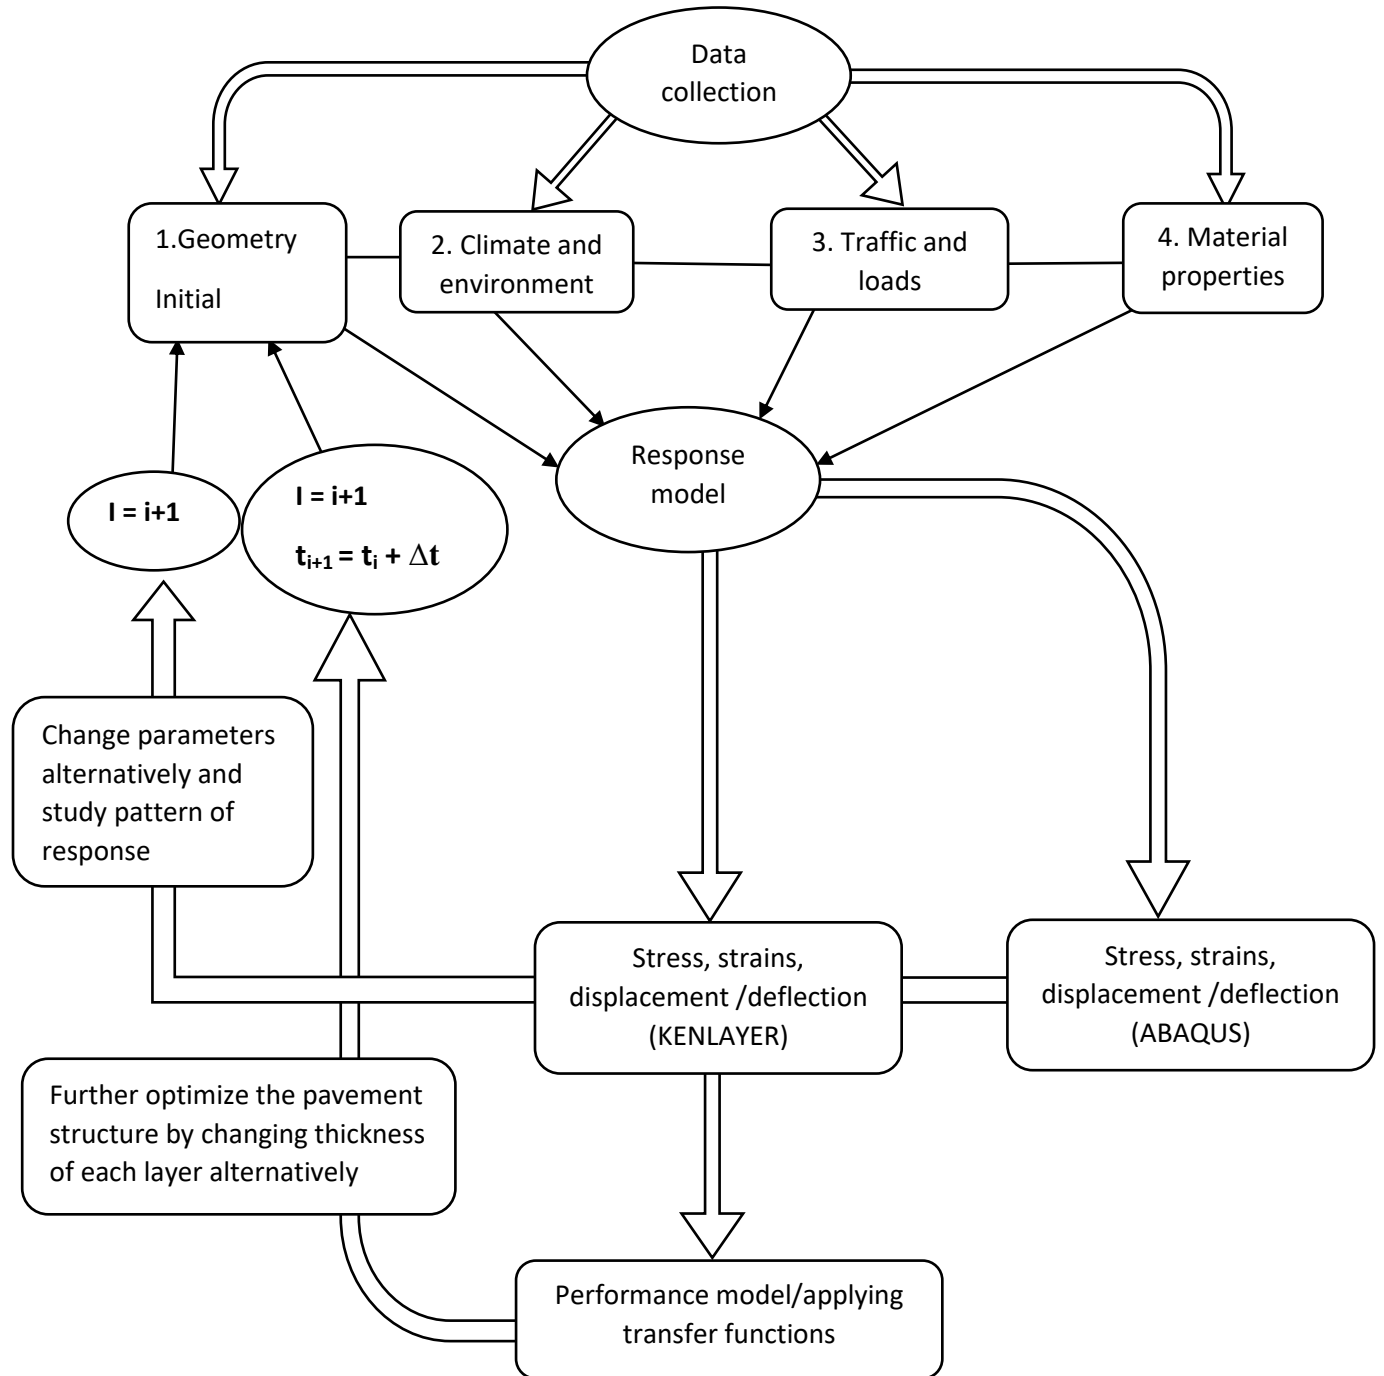 Data
collection
1.Geometry
Initial
2. Climate and
environment
3. Traffic and
loads
4. Material
properties
Response
model
I = i+1
I = i+1
tᵢ₊₁ = tᵢ + Δt
Change parameters
alternatively and
study pattern of
response
Stress, strains,
displacement /deflection
(KENLAYER)
Stress, strains,
displacement /deflection
(ABAQUS)
Further optimize the pavement
structure by changing thickness
of each layer alternatively
Performance model/applying
transfer functions